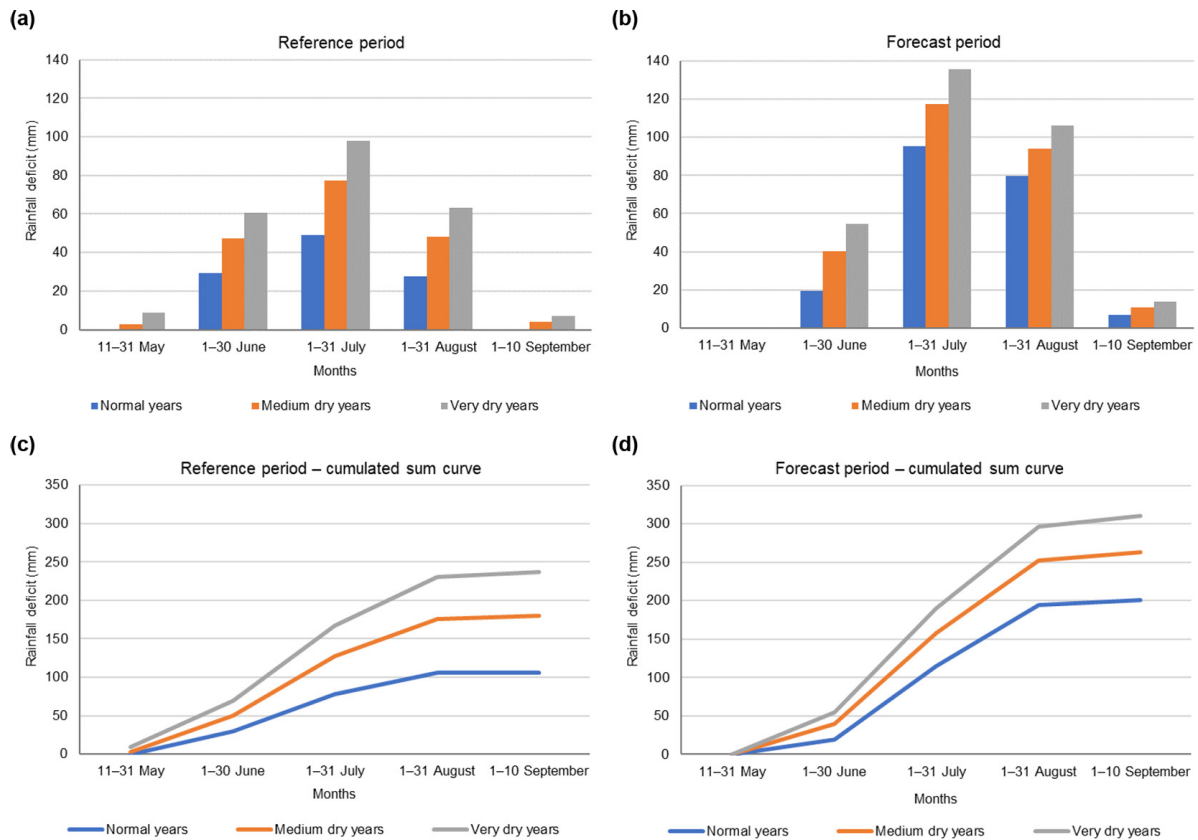 (a)
Reference period
140
120
100
80
60
40
20
0
Rainfall deficit (mm)
11–31 May 1–30 June 1–31 July 1–31 August 1–10 September
Months
Normal years Medium dry years Very dry years
(b)
Forecast period
140
120
100
80
60
40
20
0
Rainfall deficit (mm)
11–31 May 1–30 June 1–31 July 1–31 August 1–10 September
Months
Normal years Medium dry years Very dry years
(c)
Reference period – cumulated sum curve
350
300
250
200
150
100
50
0
Rainfall deficit (mm)
11–31 May 1–30 June 1–31 July 1–31 August 1–10 September
Months
Normal years Medium dry years Very dry years
(d)
Forecast period – cumulated sum curve
350
300
250
200
150
100
50
0
Rainfall deficit (mm)
11–31 May 1–30 June 1–31 July 1–31 August 1–10 September
Months
Normal years Medium dry years Very dry years